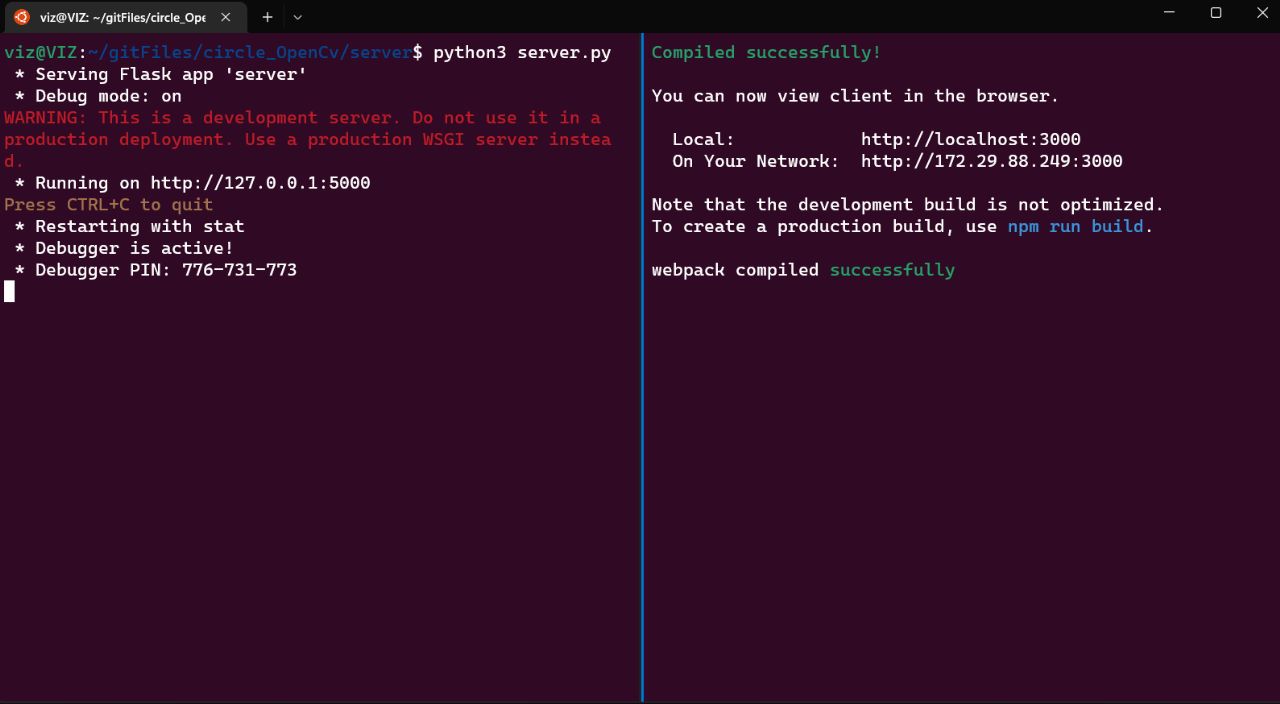 viz@VIZ: ~/gitFiles/circle_Ope
viz@VIZ:~/gitFiles/circle_OpenCv/server$ python3 server.py
* Serving Flask app 'server'
* Debug mode: on
WARNING: This is a development server. Do not use it in a
production deployment. Use a production WSGI server instea
d.
* Running on http://127.0.0.1:5000
Press CTRL+C to quit
* Restarting with stat
* Debugger is active!
* Debugger PIN: 776-731-773
Compiled successfully!
You can now view client in the browser.
Local: http://localhost:3000
On Your Network: http://172.29.88.249:3000
Note that the development build is not optimized.
To create a production build, use npm run build.
webpack compiled successfully